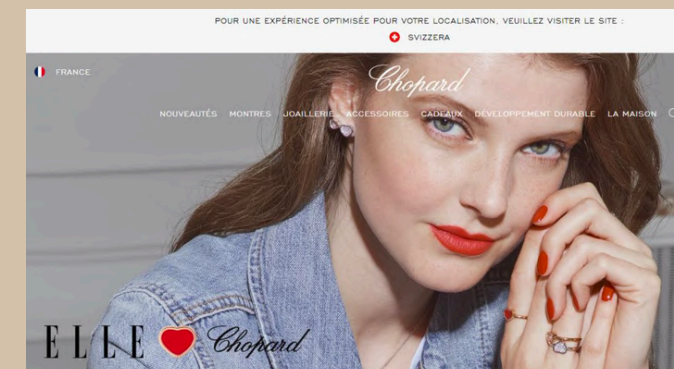 POUR UNE EXPÉRIENCE OPTIMISÉE POUR VOTRE LOCALISATION, VEUILLEZ VISITER LE SITE :
SVIZZERA
FRANCE
Chopard
NOUVEAUTÉS MONTRES JOAILLERIE ACCESSOIRES CADEAUX DÉVELOPPEMENT DURABLE LA MAISON
ELLE Chopard